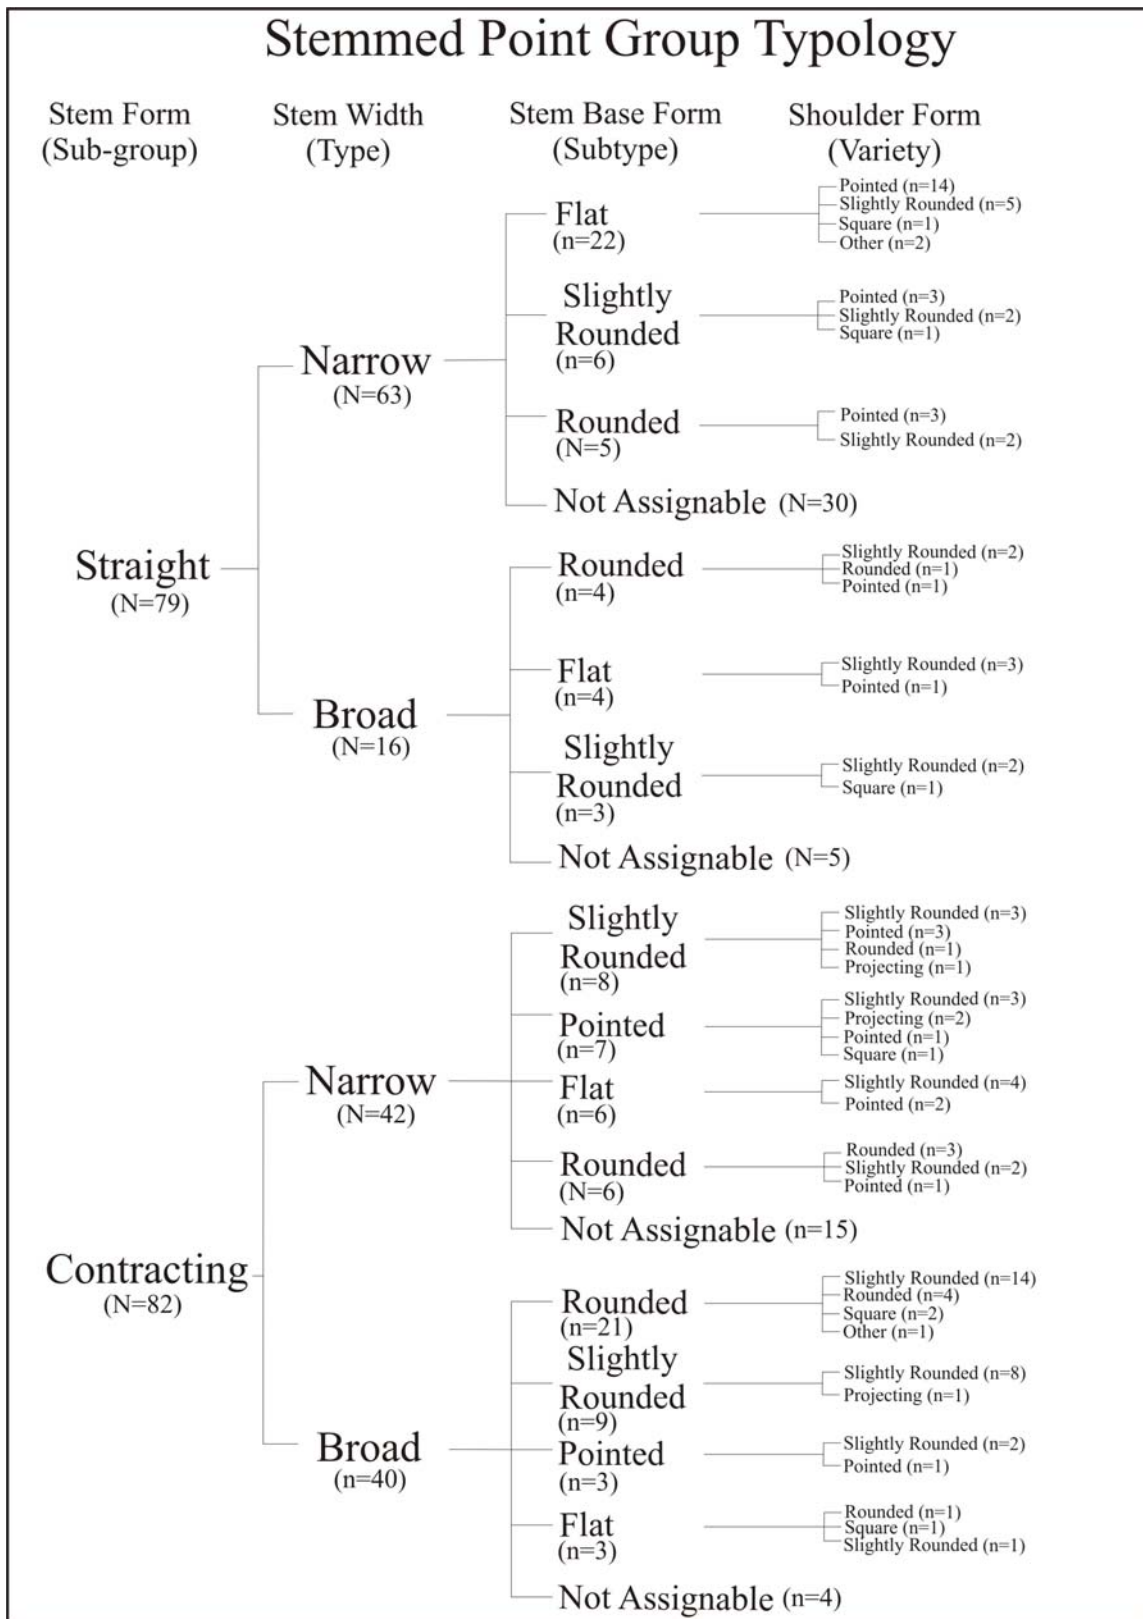 Stemmed Point Group Typology
Stem Form
(Sub-group)
Stem Width
(Type)
Stem Base Form
(Subtype)
Shoulder Form
(Variety)
Straight
(N=79)
Narrow
(N=63)
Flat
(n=22)
Pointed (n=14)
Slightly Rounded (n=5)
Square (n=1)
Other (n=2)
Slightly
Rounded
(n=6)
Pointed (n=3)
Slightly Rounded (n=2)
Square (n=1)
Rounded
(N=5)
Pointed (n=3)
Slightly Rounded (n=2)
Not Assignable (N=30)
Broad
(N=16)
Rounded
(n=4)
Slightly Rounded (n=2)
Rounded (n=1)
Pointed (n=1)
Flat
(n=4)
Slightly Rounded (n=3)
Pointed (n=1)
Slightly
Rounded
(n=3)
Slightly Rounded (n=2)
Square (n=1)
Not Assignable (N=5)
Contracting
(N=82)
Narrow
(N=42)
Slightly
Rounded
(n=8)
Slightly Rounded (n=3)
Pointed (n=3)
Rounded (n=1)
Projecting (n=1)
Pointed
(n=7)
Slightly Rounded (n=3)
Projecting (n=2)
Pointed (n=1)
Square (n=1)
Flat
(n=6)
Slightly Rounded (n=4)
Pointed (n=2)
Rounded
(N=6)
Rounded (n=3)
Slightly Rounded (n=2)
Pointed (n=1)
Not Assignable (n=15)
Broad
(n=40)
Rounded
(n=21)
Slightly Rounded (n=14)
Rounded (n=4)
Square (n=2)
Other (n=1)
Slightly
Rounded
(n=9)
Slightly Rounded (n=8)
Projecting (n=1)
Pointed
(n=3)
Slightly Rounded (n=2)
Pointed (n=1)
Flat
(n=3)
Rounded (n=1)
Square (n=1)
Slightly Rounded (n=1)
Not Assignable (n=4)